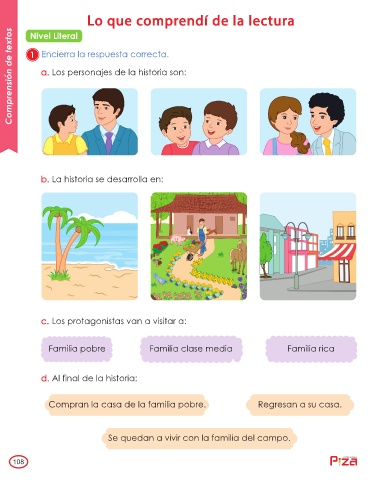 Lo que comprendí de la lectura
Comprensión de textos
Nivel Literal
1 Encierra la respuesta correcta.
a. Los personajes de la historia son:
b. La historia se desarrolla en:
c. Los protagonistas van a visitar a:
Familia pobre Familia clase media Familia rica
d. Al final de la historia:
Compran la casa de la familia pobre. Regresan a su casa.
Se quedan a vivir con la familia del campo.
108